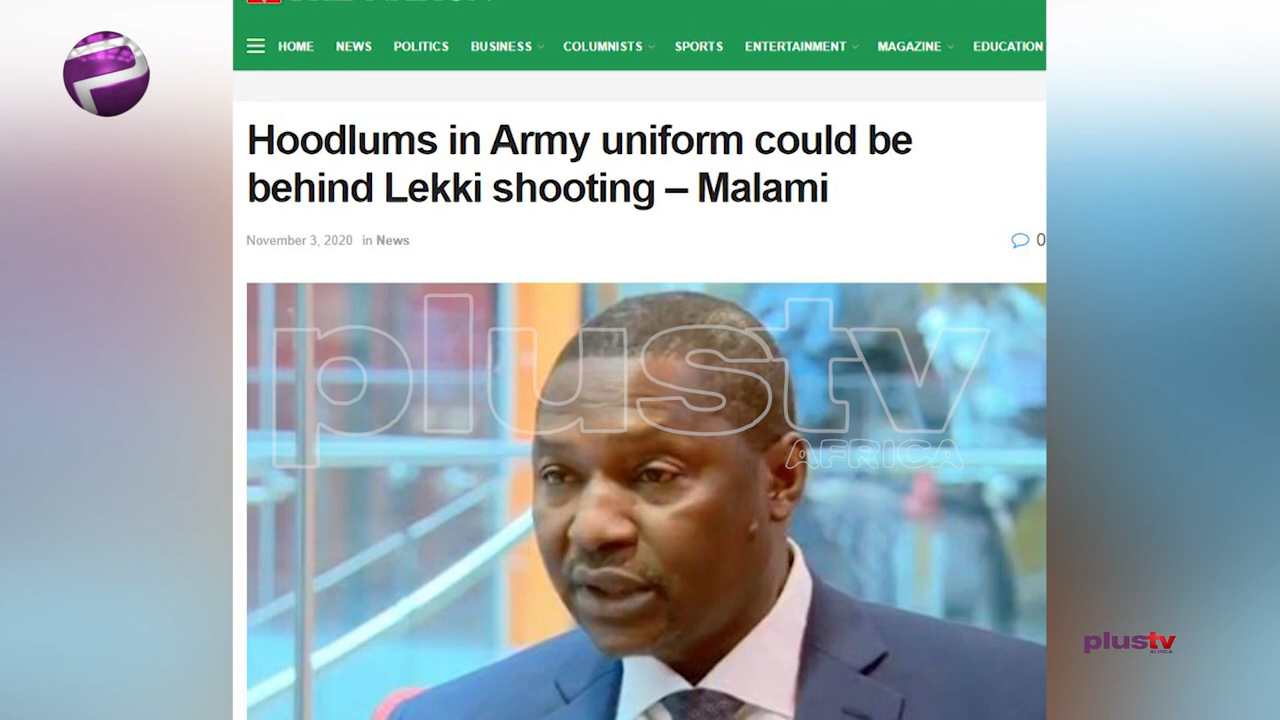 HOME NEWS POLITICS BUSINESS COLUMNISTS SPORTS ENTERTAINMENT MAGAZINE EDUCATION
Hoodlums in Army uniform could be
behind Lekki shooting – Malami
November 3, 2020 in News
0
plustv
AFRICA
plustv
AFRICA